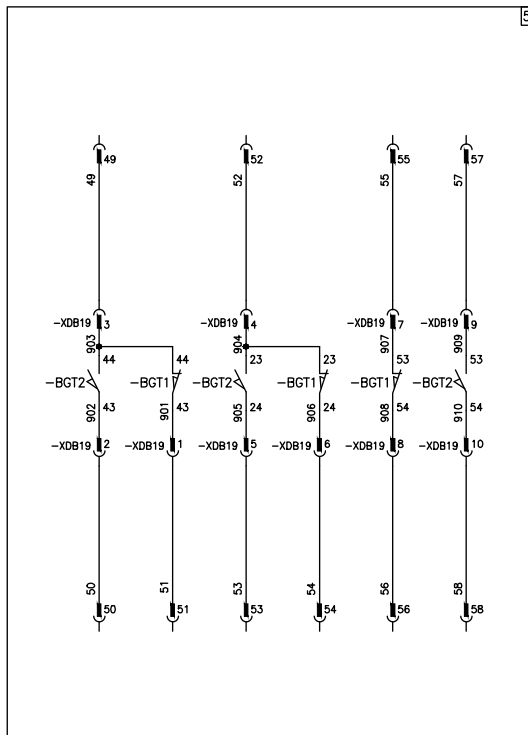 5
49 52 55 57
49 52 55 57
-XDB19 3 -XDB19 4 -XDB19 7 -XDB19 9
903 904 907 909
44 44 23 23 53 53
-BGT2 -BGT1 -BGT2 -BGT1 -BGT1 -BGT2
902 43 901 43 905 24 906 24 908 54 910 54
-XDB19 2 -XDB19 1 -XDB19 5 -XDB19 6 -XDB19 8 -XDB19 10
50 51 53 54 56 58
50 51 53 54 56 58